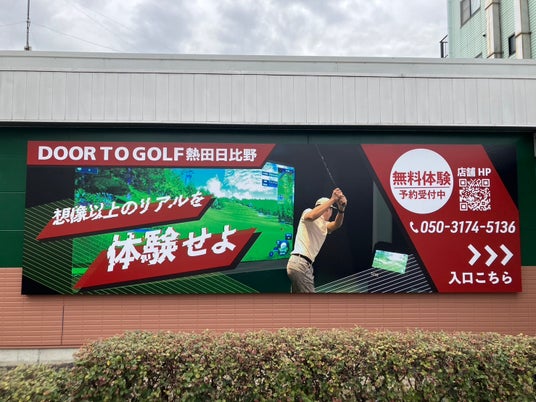 DOOR TO GOLF 熱田日比野
想像以上のリアルを
体験せよ
無料体験
予約受付中
店舗 HP
050-3174-5136
入口こちら